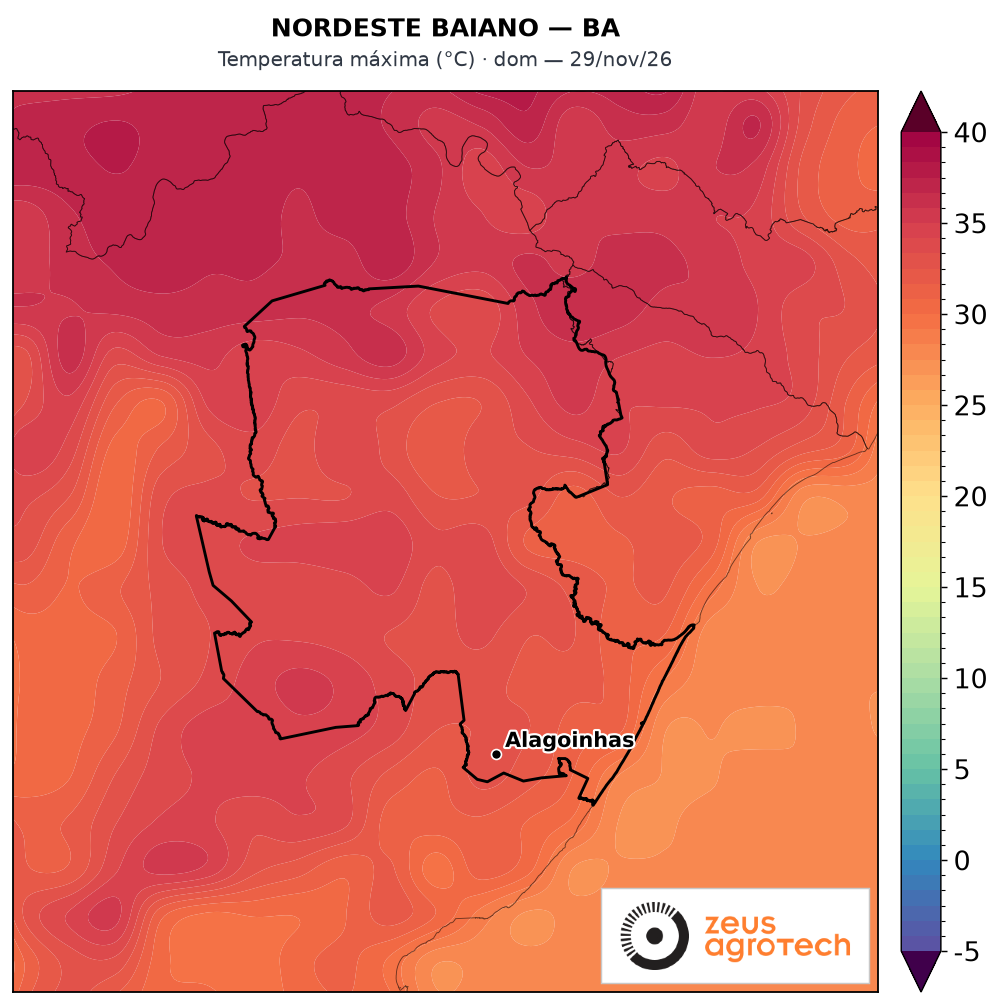 NORDESTE BAIANO — BA
Temperatura máxima (°C) · dom — 29/nov/26
40
35
30
25
20
15
10
5
0
-5
Alagoinhas
zeus
agrotech